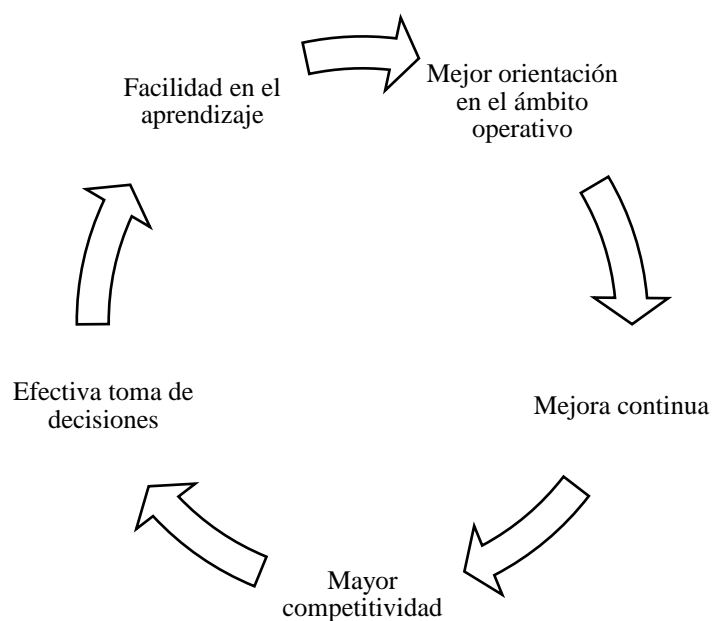 Facilidad en el
aprendizaje
Mejor orientación
en el ámbito
operativo
Mejora continua
Mayor
competitividad
Efectiva toma de
decisiones